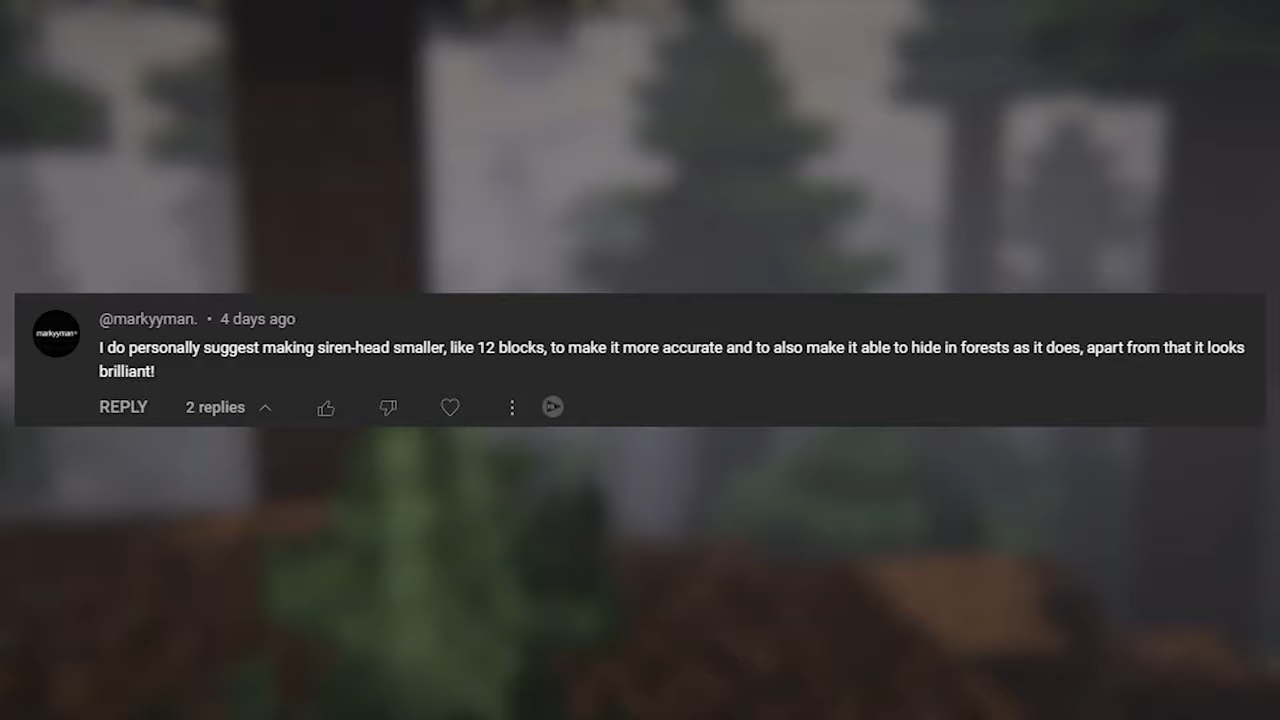 markyyman®
@markyyman. • 4 days ago
I do personally suggest making siren-head smaller, like 12 blocks, to make it more accurate and to also make it able to hide in forests as it does, apart from that it looks
brilliant!
REPLY 2 replies